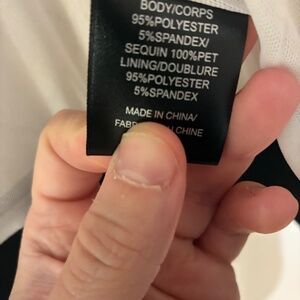 BODY/CORPS
95%POLYESTER
5%SPANDEX/
SEQUIN 100%PET
LINING/DOUBLURE
95%POLYESTER
5%SPANDEX
MADE IN CHINA/
CHINE